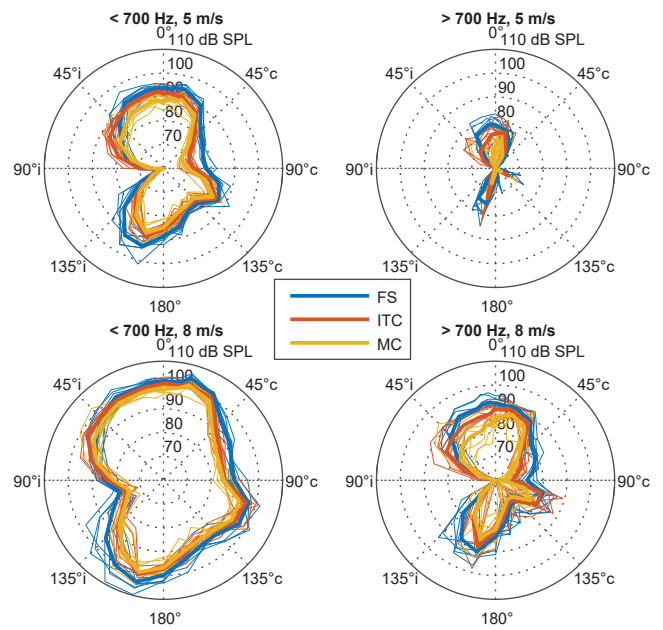 < 700 Hz, 5 m/s
0° 110 dB SPL
100
90
80
70
45°i
45°c
90°i
90°c
135°i
135°c
180°
> 700 Hz, 5 m/s
0° 110 dB SPL
100
90
80
70
45°i
45°c
90°i
90°c
135°i
135°c
180°
FS
ITC
MC
< 700 Hz, 8 m/s
0° 110 dB SPL
100
90
80
70
45°i
45°c
90°i
90°c
135°i
135°c
180°
> 700 Hz, 8 m/s
0° 110 dB SPL
100
90
80
70
45°i
45°c
90°i
90°c
135°i
135°c
180°